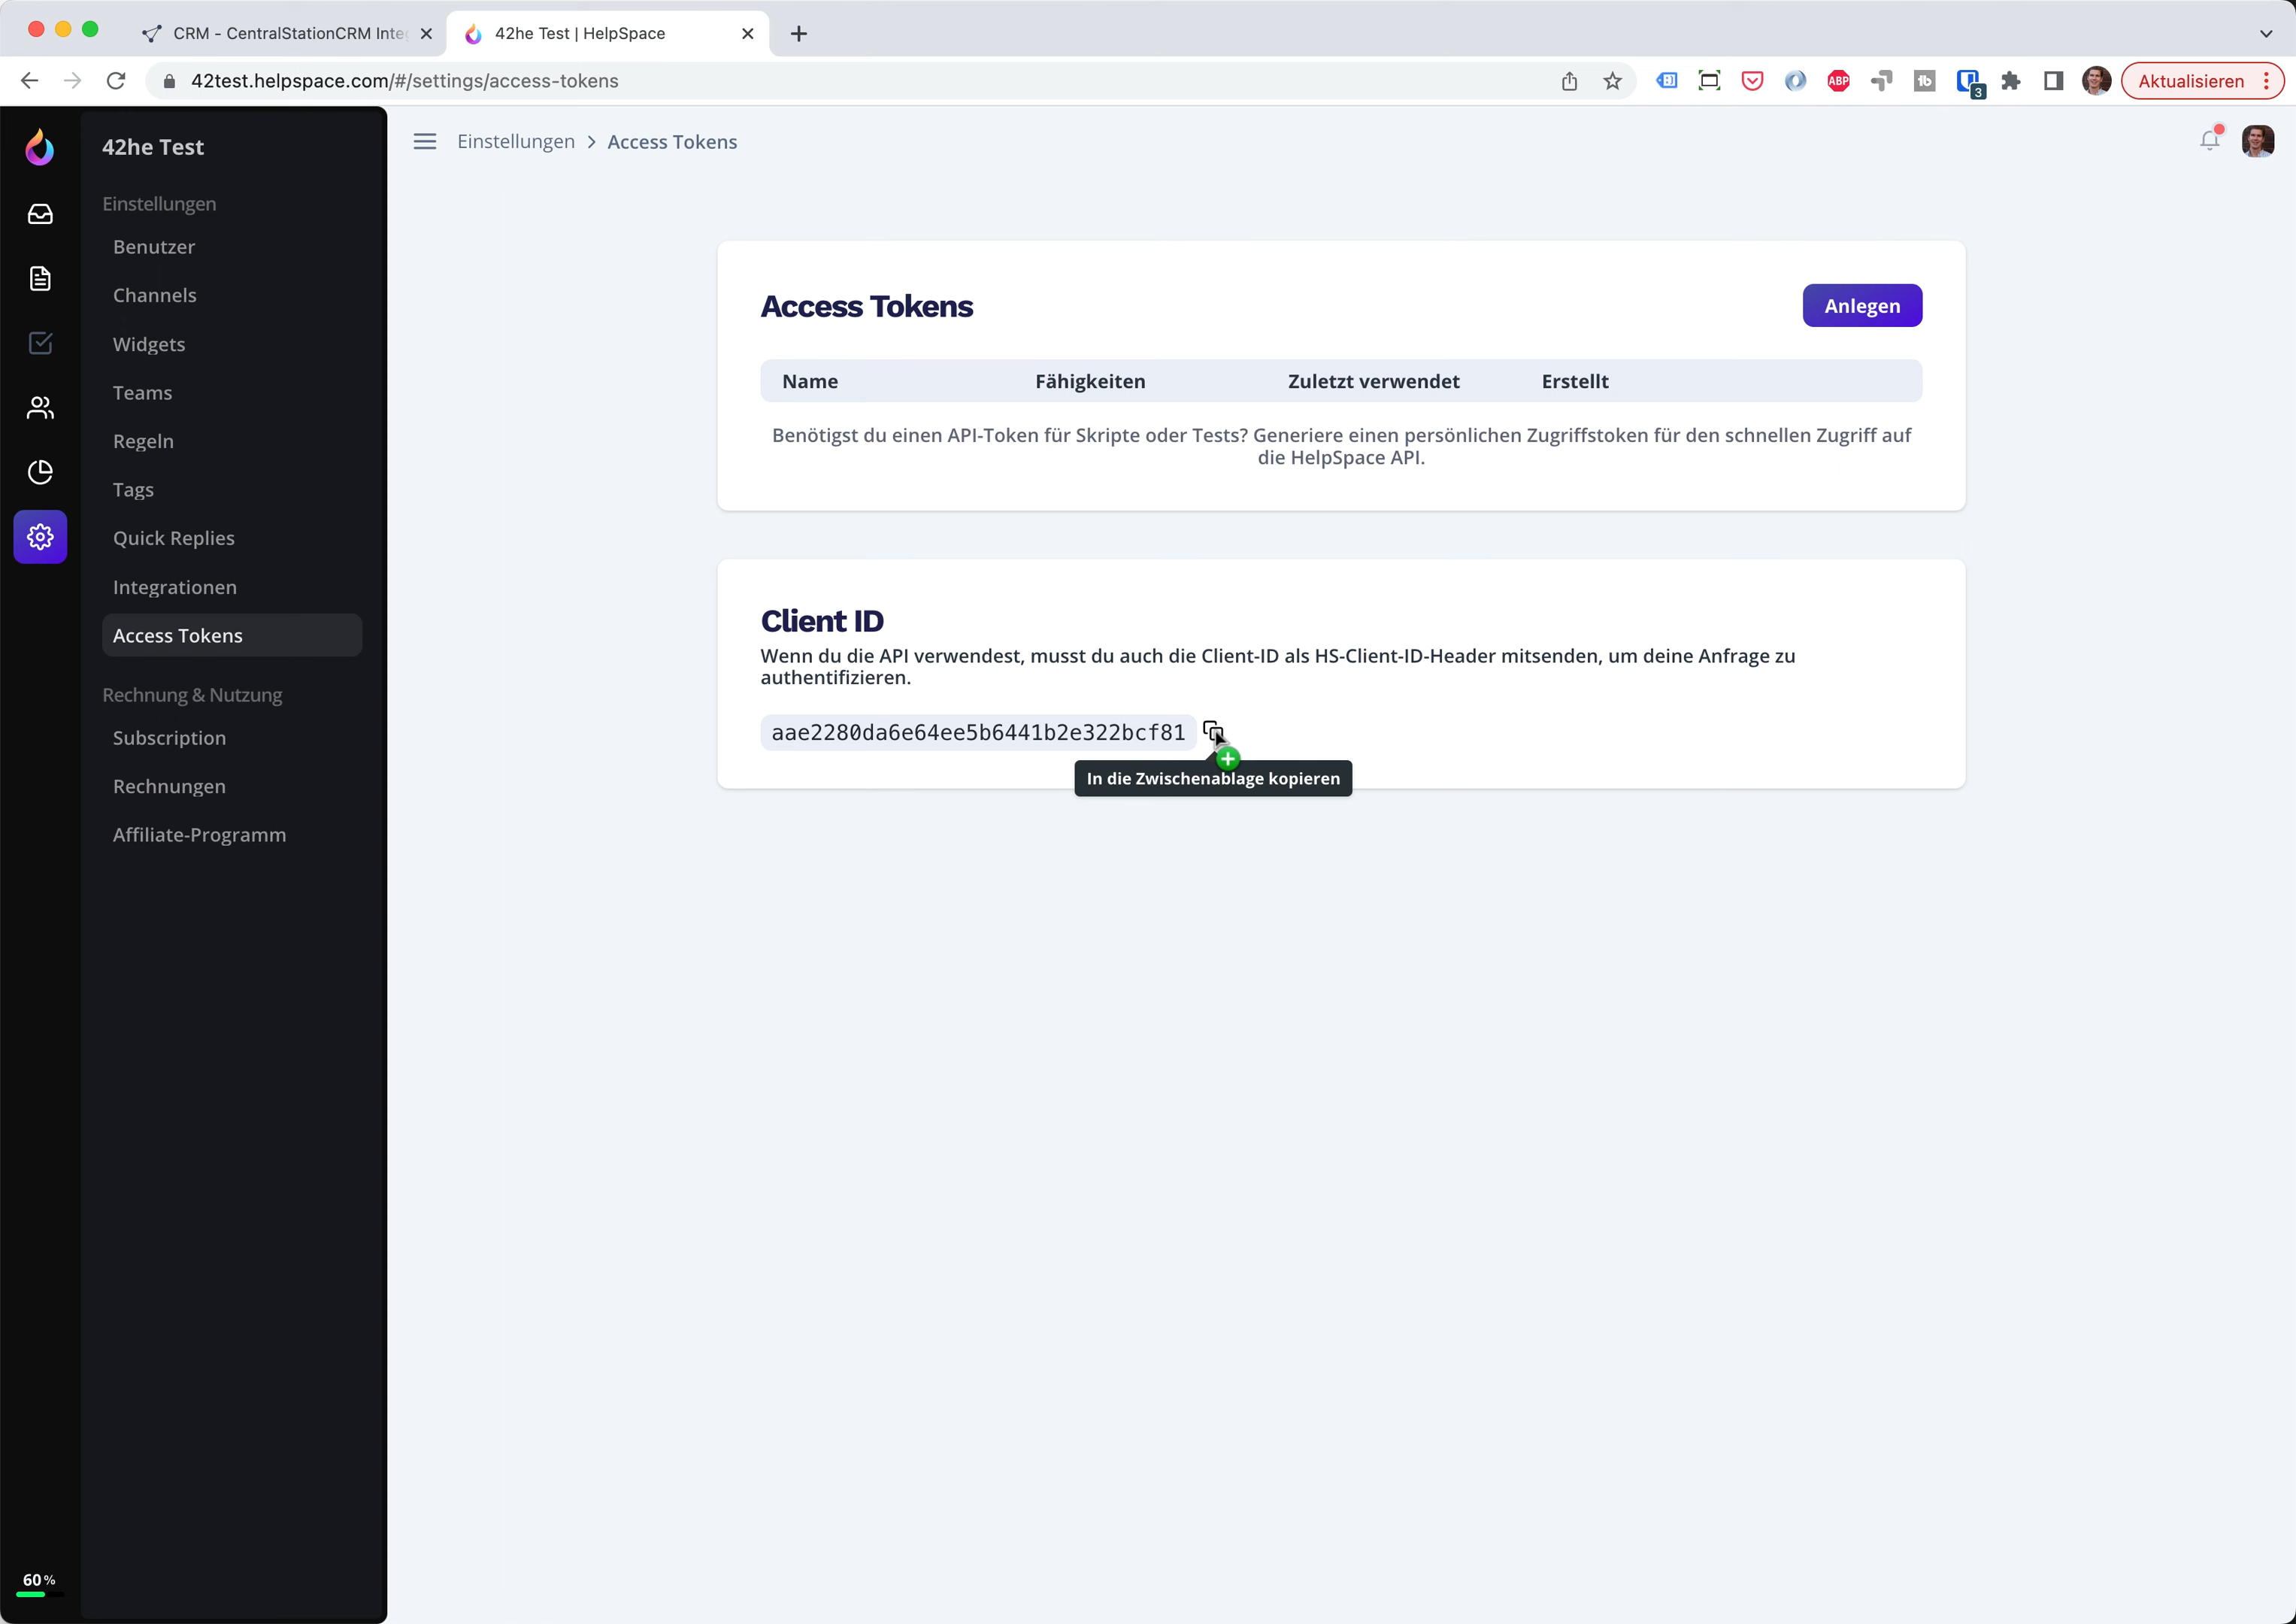 CRM - CentralStationCRM Inte
42he Test | HelpSpace
42test.helpspace.com/#/settings/access-tokens
ABP
tb
3
Aktualisieren
42he Test
Einstellungen
Benutzer
Channels
Widgets
Teams
Regeln
Tags
Quick Replies
Integrationen
Access Tokens
Rechnung & Nutzung
Subscription
Rechnungen
Affiliate-Programm
60 %
Einstellungen > Access Tokens
Access Tokens
Anlegen
Name Fähigkeiten Zuletzt verwendet Erstellt
Benötigst du einen API-Token für Skripte oder Tests? Generiere einen persönlichen Zugriffstoken für den schnellen Zugriff auf
die HelpSpace API.
Client ID
Wenn du die API verwendest, musst du auch die Client-ID als HS-Client-ID-Header mitsenden, um deine Anfrage zu
authentifizieren.
aae2280da6e64ee5b6441b2e322bcf81
In die Zwischenablage kopieren